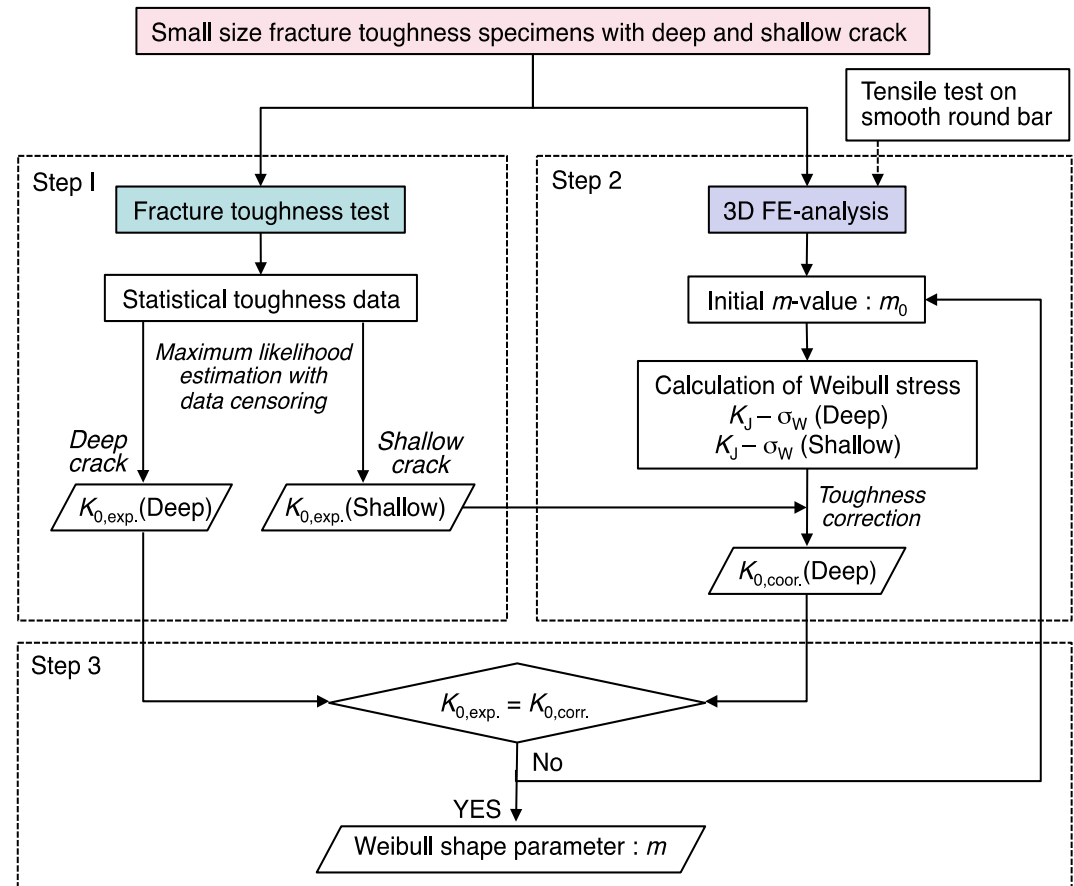 Small size fracture toughness specimens with deep and shallow crack
Tensile test on
smooth round bar
Step I
Fracture toughness test
Statistical toughness data
Maximum likelihood
estimation with
data censoring
Deep
crack
Shallow
crack
K0,exp.(Deep)
K0,exp.(Shallow)
Step 2
3D FE-analysis
Initial m-value : m0
Calculation of Weibull stress
KJ – σW (Deep)
KJ – σW (Shallow)
Toughness
correction
K0,coor.(Deep)
Step 3
K0,exp. = K0,corr.
No
YES
Weibull shape parameter : m